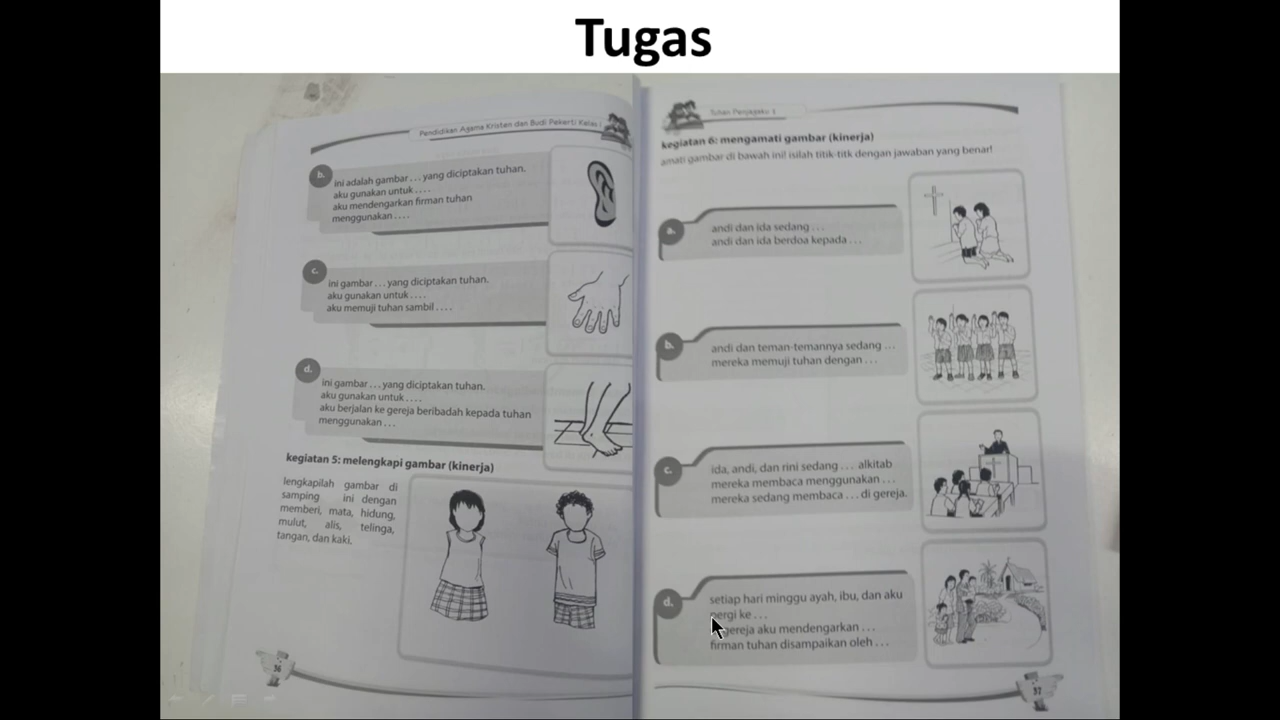 Tugas
Pendidikan Agama Kristen dan Budi Pekerti Kelas I
b.
ini adalah gambar . . . yang diciptakan tuhan.
aku gunakan untuk . . . .
aku mendengarkan firman tuhan
menggunakan . . . .
c.
ini gambar . . . yang diciptakan tuhan.
aku gunakan untuk . . . .
aku memuji tuhan sambil . . . .
d.
ini gambar . . . yang diciptakan tuhan.
aku gunakan untuk . . . .
aku berjalan ke gereja beribadah kepada tuhan
menggunakan . . .
kegiatan 5: melengkapi gambar (kinerja)
lengkapilah gambar di
samping ini dengan
memberi, mata, hidung,
mulut, alis, telinga,
tangan, dan kaki.
36
Tuhan Penjagaku 1
kegiatan 6: mengamati gambar (kinerja)
amati gambar di bawah ini! isilah titik-titk dengan jawaban yang benar!
a.
andi dan ida sedang . . .
andi dan ida berdoa kepada . . .
b.
andi dan teman-temannya sedang . . .
mereka memuji tuhan dengan . . .
c.
ida, andi, dan rini sedang . . . alkitab
mereka membaca menggunakan . . .
mereka sedang membaca . . . di gereja.
d.
setiap hari minggu ayah, ibu, dan aku
pergi ke . . .
gereja aku mendengarkan . . .
firman tuhan disampaikan oleh . . .
37